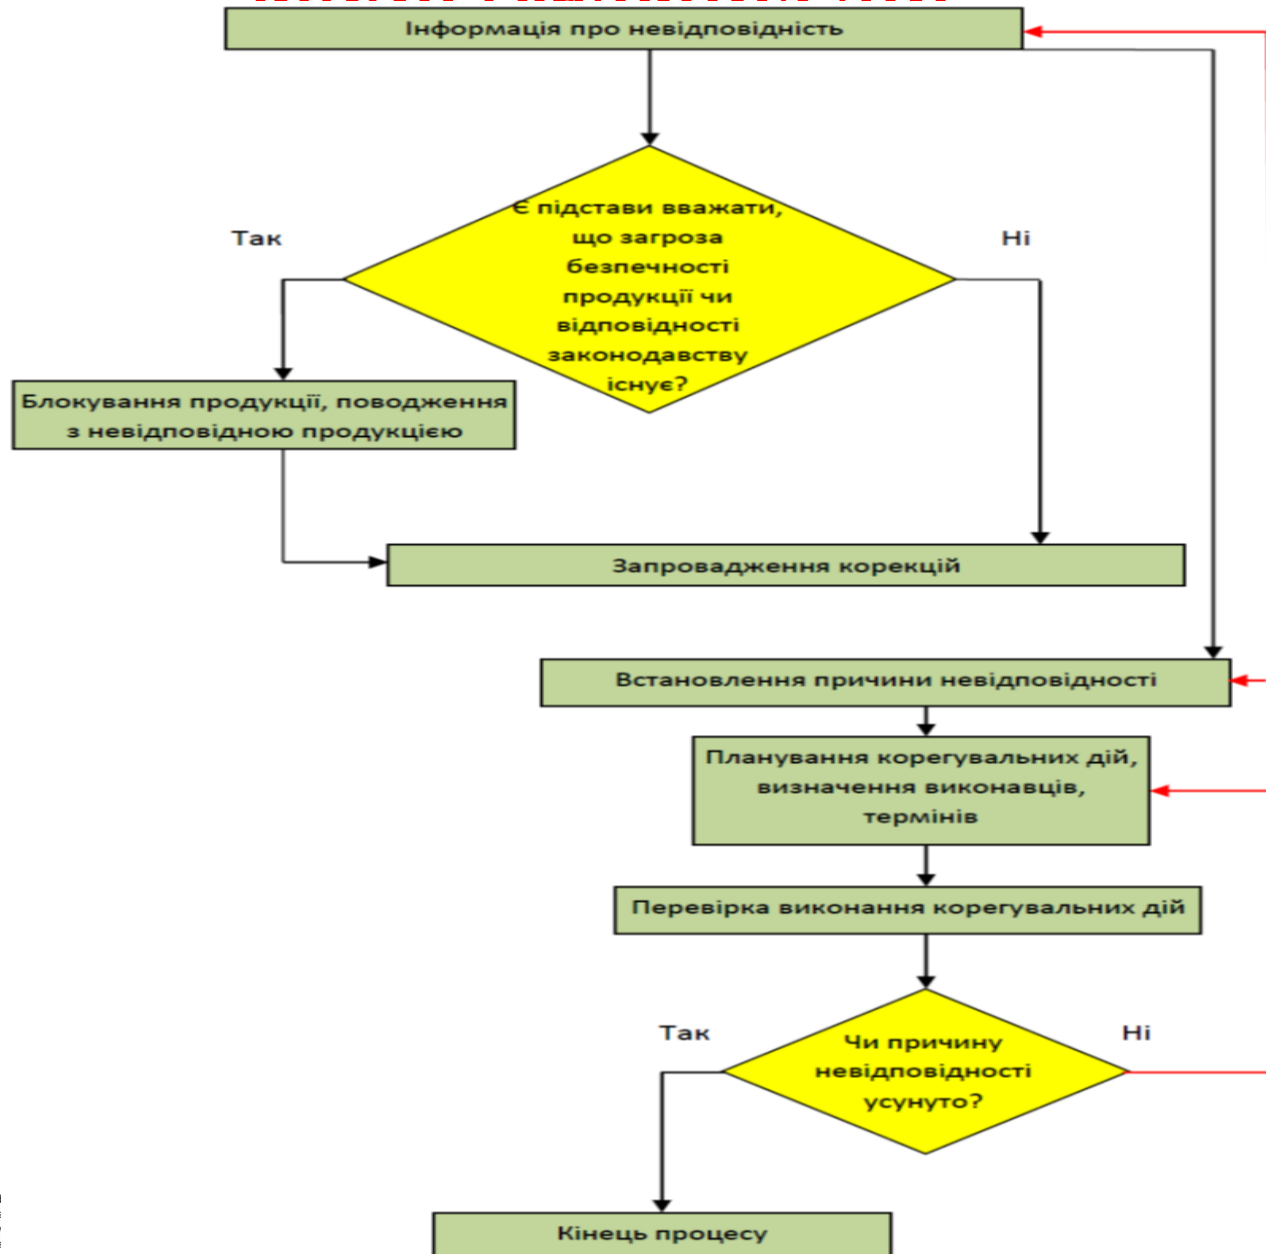 Інформація про невідповідність
Є підстави вважати,
що загроза
безпечності
продукції чи
відповідності
законодавству
існує?
Так
Ні
Блокування продукції, поводження
з невідповідною продукцією
Запровадження корекцій
Встановлення причини невідповідності
Планування корегувальних дій,
визначення виконавців,
термінів
Перевірка виконання корегувальних дій
Чи причину
невідповідності
усунуто?
Так
Ні
Кінець процесу